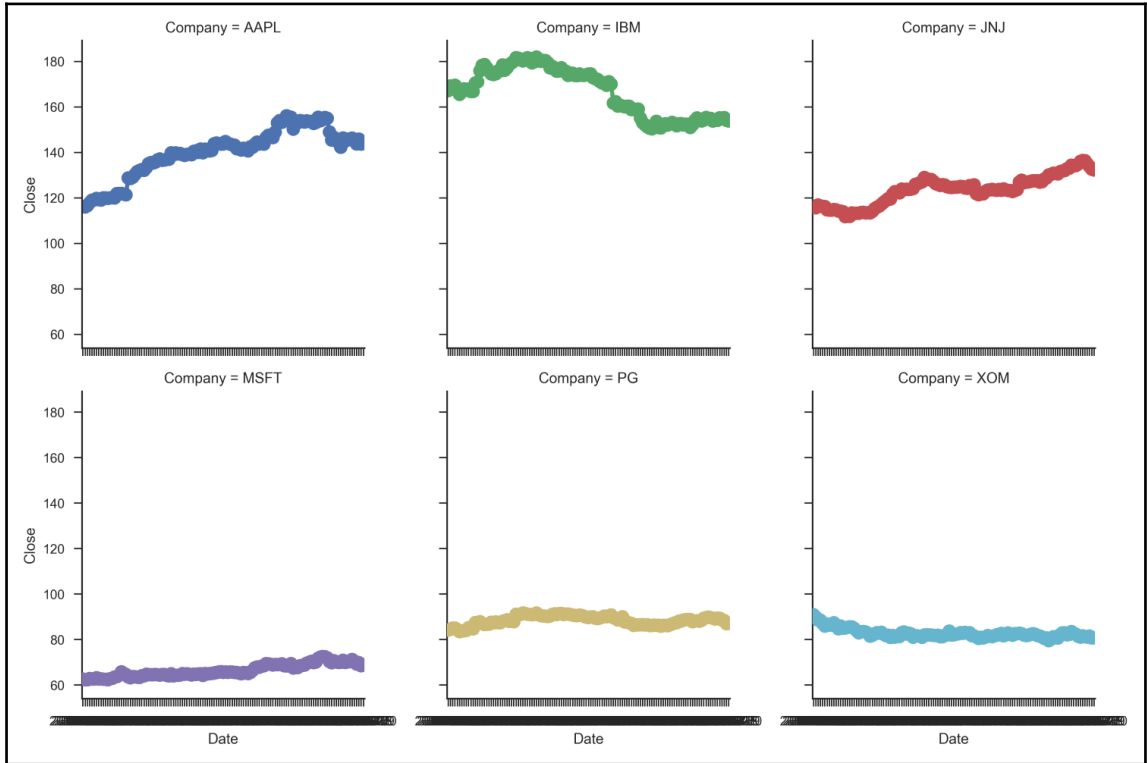 Company = AAPL
Company = IBM
Company = JNJ
180
160
140
120
100
80
60
Close
Company = MSFT
Company = PG
Company = XOM
180
160
140
120
100
80
60
Close
Date
Date
Date